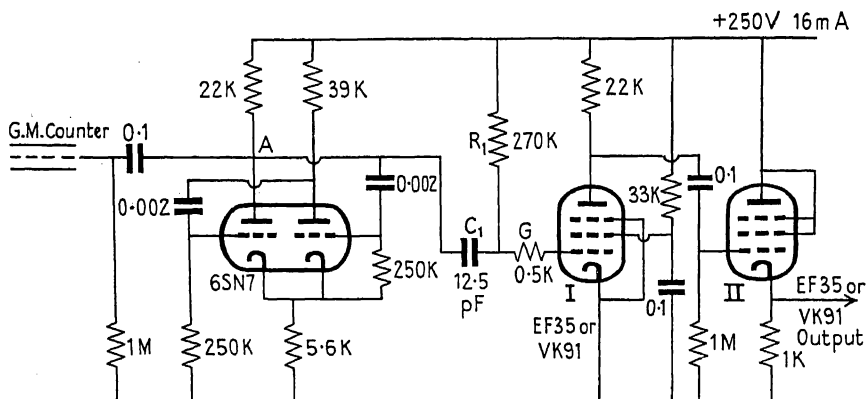 +250V 16mA
22K
39K
G.M.Counter
0·1
A
R₁
270K
22K
0·002
0·002
33K
0·1
C₁
G
6SN7
250K
12.5
pF
0.5K
I
0·1
II
EF35 or
VK91
Output
EF35 or
VK91
1M
250K
5.6K
1M
1K